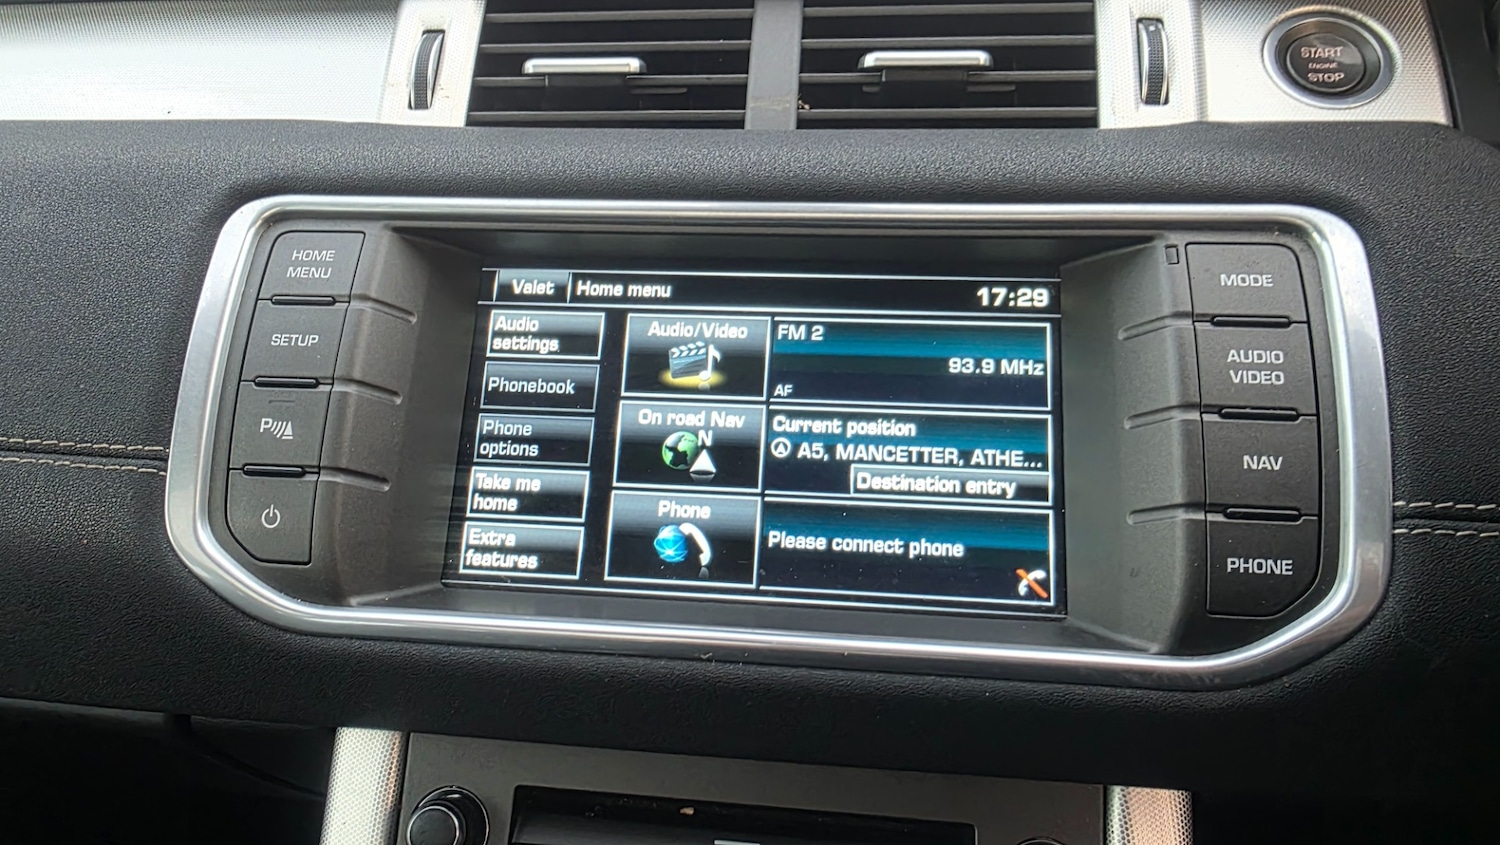 START
ENGINE
STOP
HOME
MENU
SETUP
Valet
Home menu
17:29
Audio
settings
Phonebook
Phone
options
Take me
home
Extra
features
Audio/Video
FM 2
93.9 MHz
AF
On road Nav
N
Current position
A5, MANCETTER, ATHE...
Destination entry
Phone
Please connect phone
MODE
AUDIO
VIDEO
NAV
PHONE